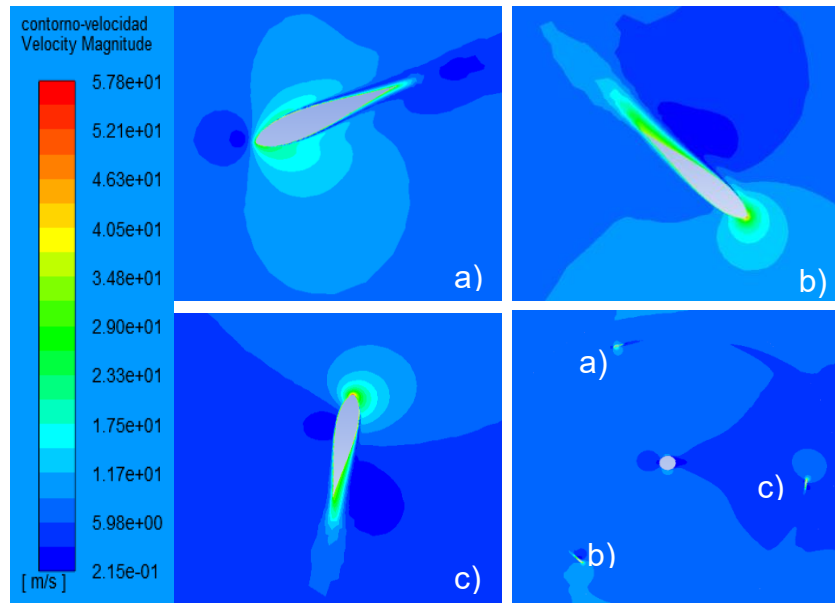 contorno-velocidad
Velocity Magnitude
5.78e+01
5.21e+01
4.63e+01
4.05e+01
3.48e+01
2.90e+01
2.33e+01
1.75e+01
1.17e+01
5.98e+00
2.15e-01
[ m/s ]
a)
b)
c)
a)
c)
b)